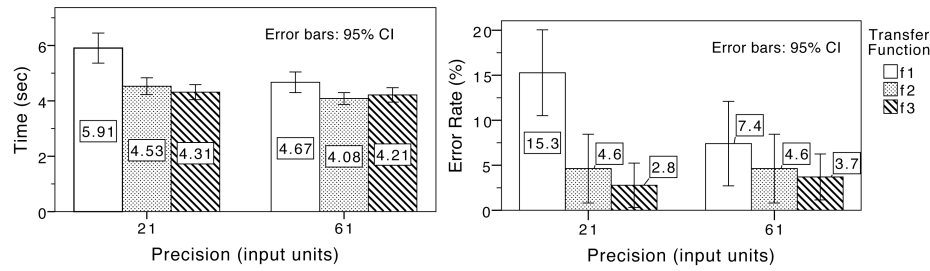 Error bars: 95% CI
Time (sec)
6
4
2
0
5.91
4.53
4.31
4.67
4.08
4.21
21
61
Precision (input units)
Error bars: 95% CI
Error Rate (%)
20
15
10
5
0
15.3
4.6
2.8
7.4
4.6
3.7
21
61
Precision (input units)
Transfer
Function
f1
f2
f3